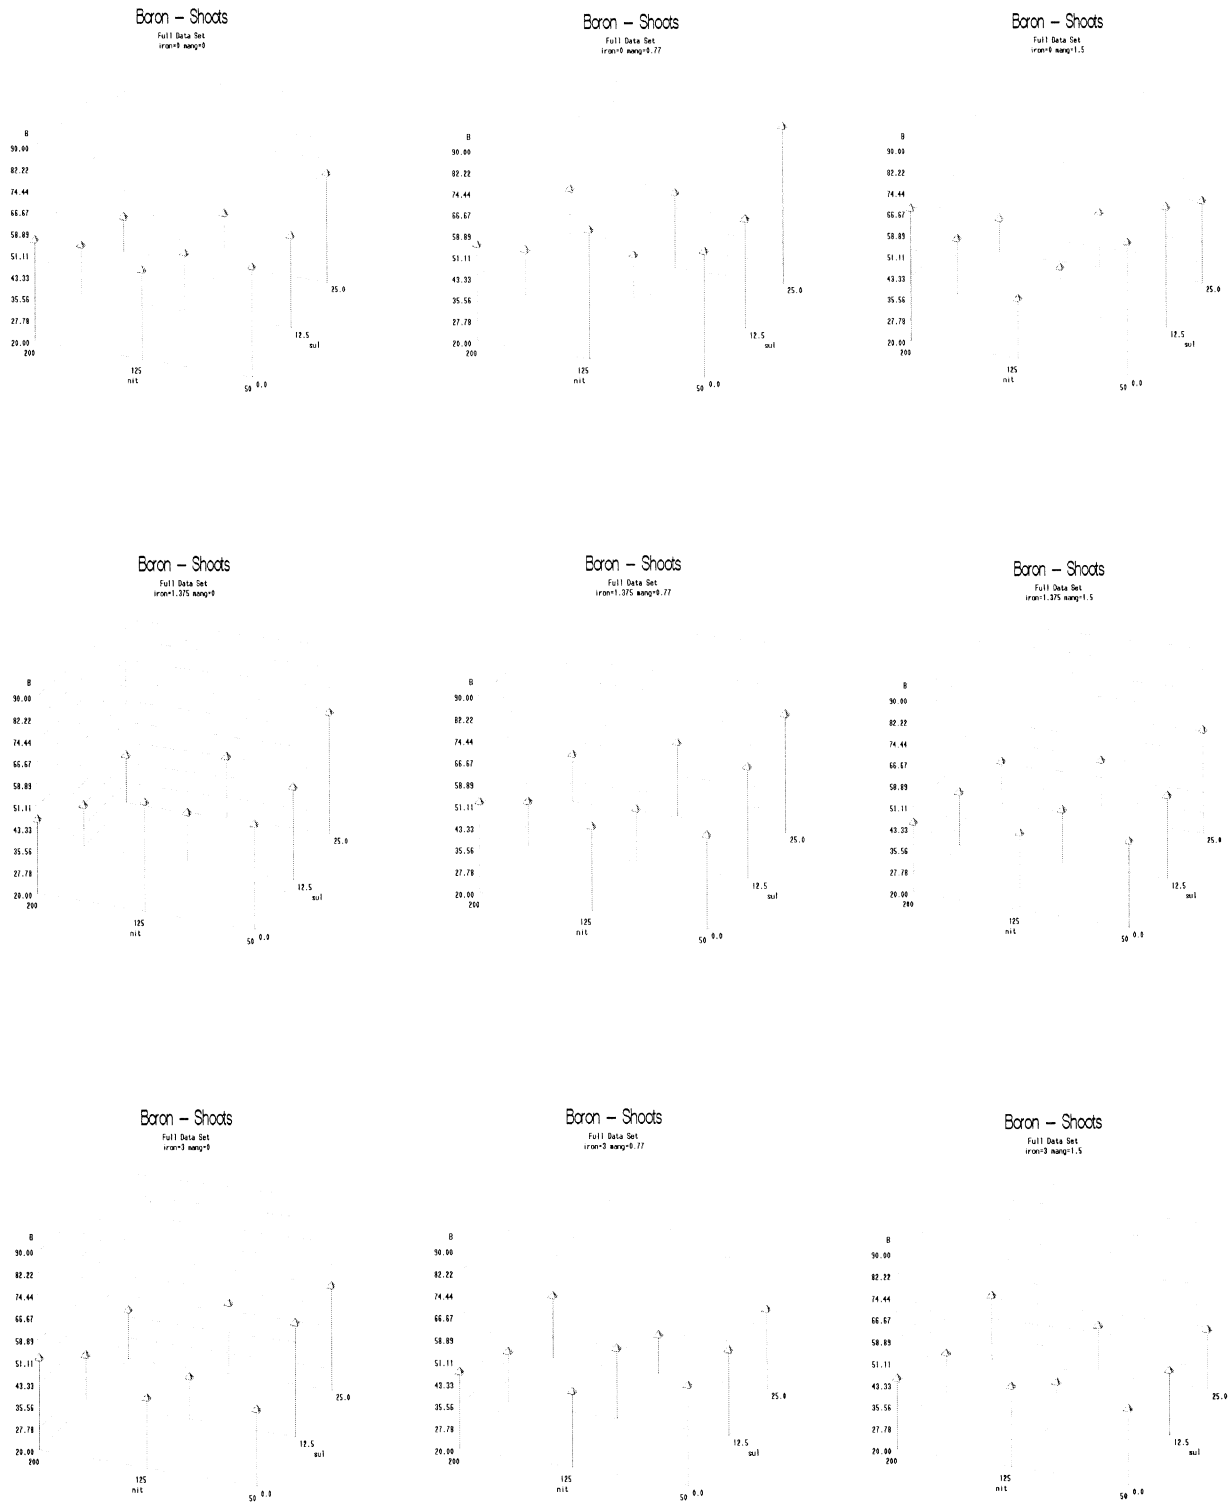 Boron – Shoots
Full Data Set
iron=0 mang=0
B
90.00
82.22
74.44
66.67
58.89
51.11
43.33
35.56
27.78
20.00
200
125
nit
50
0.0
12.5
sul
25.0
Boron – Shoots
Full Data Set
iron=0 mang=0.77
B
90.00
82.22
74.44
66.67
58.89
51.11
43.33
35.56
27.78
20.00
200
125
nit
50
0.0
12.5
sul
25.0
Boron – Shoots
Full Data Set
iron=0 mang=1.5
B
90.00
82.22
74.44
66.67
58.89
51.11
43.33
35.56
27.78
20.00
200
125
nit
50
0.0
12.5
sul
25.0
Boron – Shoots
Full Data Set
iron=1.375 mang=0
B
90.00
82.22
74.44
66.67
58.89
51.11
43.33
35.56
27.78
20.00
200
125
nit
50
0.0
12.5
sul
25.0
Boron – Shoots
Full Data Set
iron=1.375 mang=0.77
B
90.00
82.22
74.44
66.67
58.89
51.11
43.33
35.56
27.78
20.00
200
125
nit
50
0.0
12.5
sul
25.0
Boron – Shoots
Full Data Set
iron=1.375 mang=1.5
B
90.00
82.22
74.44
66.67
58.89
51.11
43.33
35.56
27.78
20.00
200
125
nit
50
0.0
12.5
sul
25.0
Boron – Shoots
Full Data Set
iron=3 mang=0
B
90.00
82.22
74.44
66.67
58.89
51.11
43.33
35.56
27.78
20.00
200
125
nit
50
0.0
12.5
sul
25.0
Boron – Shoots
Full Data Set
iron=3 mang=0.77
B
90.00
82.22
74.44
66.67
58.89
51.11
43.33
35.56
27.78
20.00
200
125
nit
50
0.0
12.5
sul
25.0
Boron – Shoots
Full Data Set
iron=3 mang=1.5
B
90.00
82.22
74.44
66.67
58.89
51.11
43.33
35.56
27.78
20.00
200
125
nit
50
0.0
12.5
sul
25.0